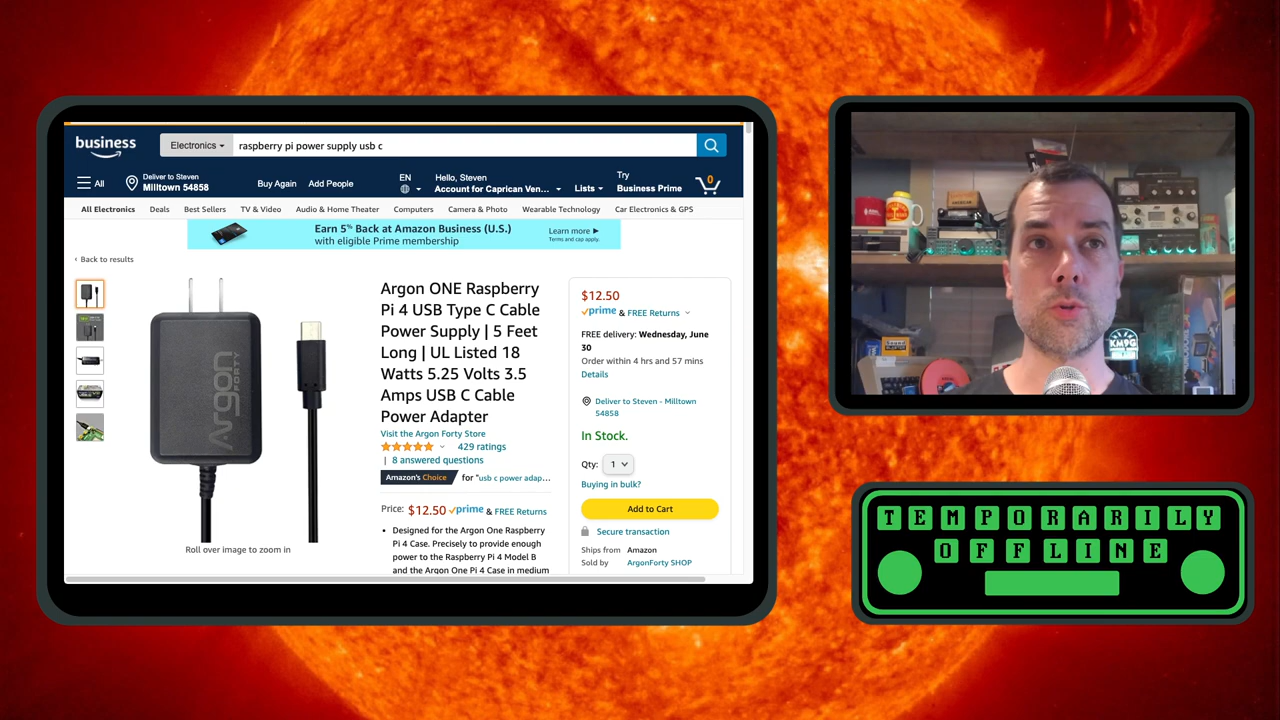 business
Electronics
raspberry pi power supply usb c
All
Deliver to Steven
Milltown 54858
Buy Again
Add People
EN
Hello, Steven
Account for Caprican Ven...
Lists
Try
Business Prime
0
All Electronics
Deals
Best Sellers
TV & Video
Audio & Home Theater
Computers
Camera & Photo
Wearable Technology
Car Electronics & GPS
Earn 5% Back at Amazon Business (U.S.)
with eligible Prime membership
Learn more ▶
Terms and cap apply.
‹ Back to results
Argon
FORTY
Roll over image to zoom in
Argon ONE Raspberry
Pi 4 USB Type C Cable
Power Supply | 5 Feet
Long | UL Listed 18
Watts 5.25 Volts 3.5
Amps USB C Cable
Power Adapter
Visit the Argon Forty Store
429 ratings
| 8 answered questions
Amazon's Choice for "usb c power adap...
Price: $12.50 prime & FREE Returns
• Designed for the Argon One Raspberry
Pi 4 Case. Precisely to provide enough
power to the Raspberry Pi 4 Model B
and the Argon One Pi 4 Case in medium
$12.50
prime & FREE Returns
FREE delivery: Wednesday, June
30
Order within 4 hrs and 57 mins
Details
Deliver to Steven - Milltown
54858
In Stock.
Qty: 1
Buying in bulk?
Add to Cart
Secure transaction
Ships from Amazon
Sold by ArgonForty SHOP
AMERICAN
KM9G
TEMPORARILY
OFFLINE